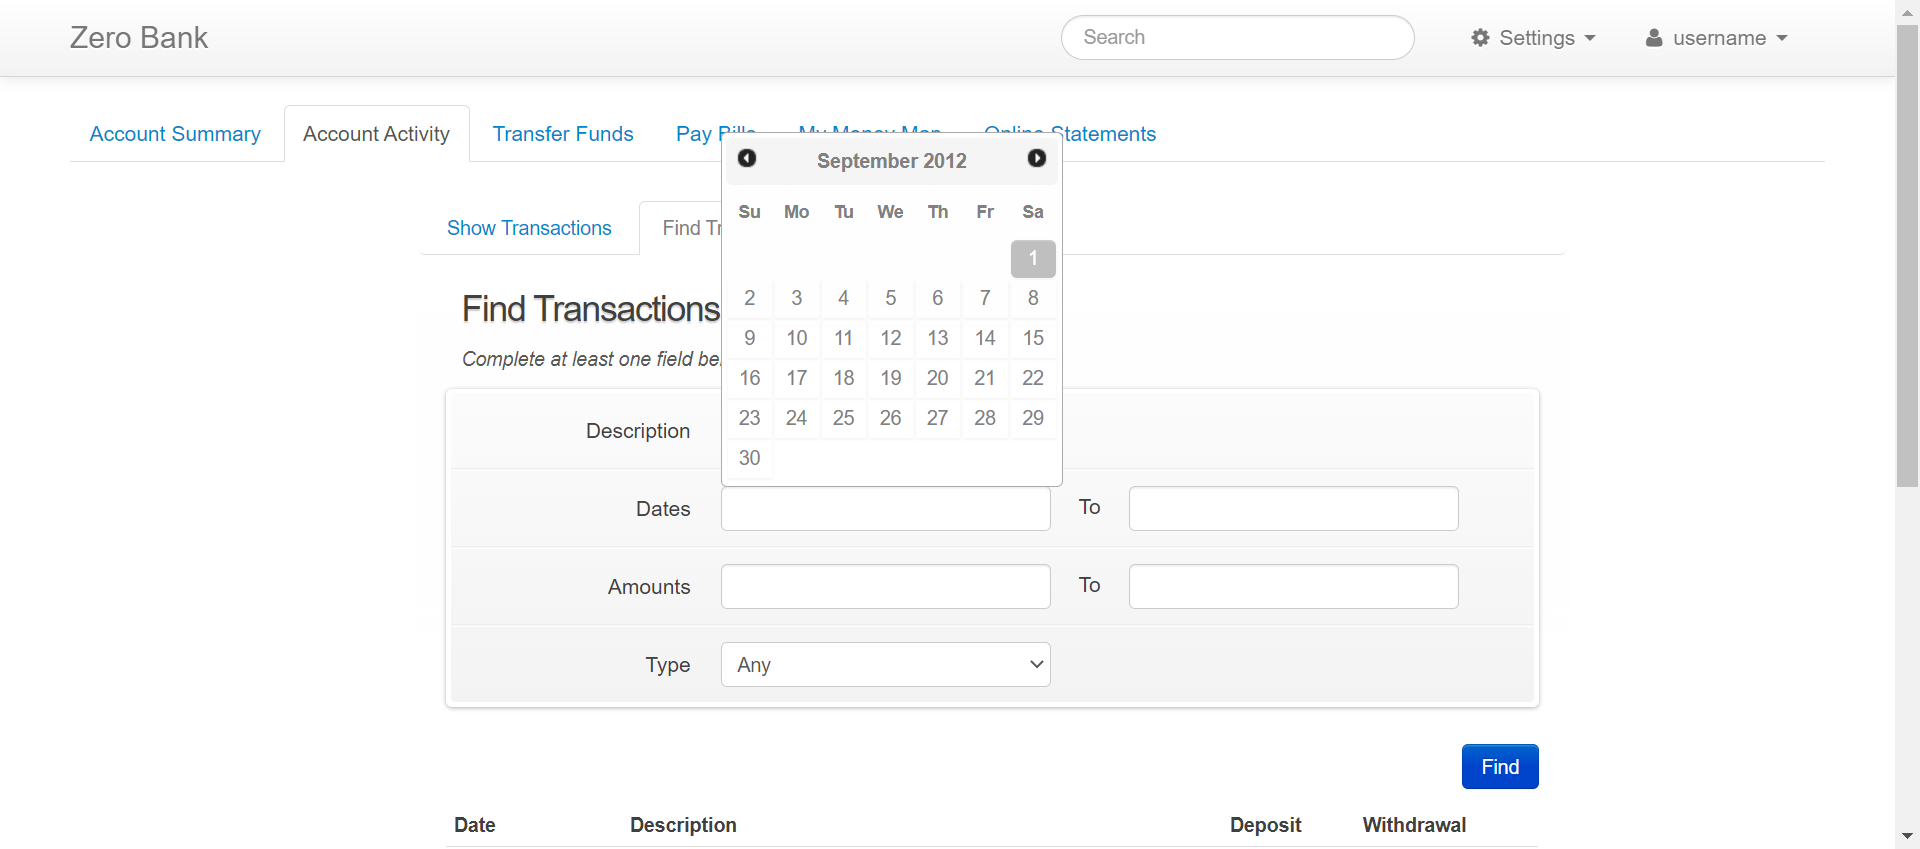 Zero Bank
Search
Settings
username
Account Summary
Account Activity
Transfer Funds
Pay Bills
My Money Map
Online Statements
September 2012
Su Mo Tu We Th Fr Sa
1
2 3 4 5 6 7 8
9 10 11 12 13 14 15
16 17 18 19 20 21 22
23 24 25 26 27 28 29
30
Show Transactions
Find Tr
Find Transactions
Complete at least one field be
Description
Dates
To
Amounts
To
Type
Any
Find
Date Description Deposit Withdrawal